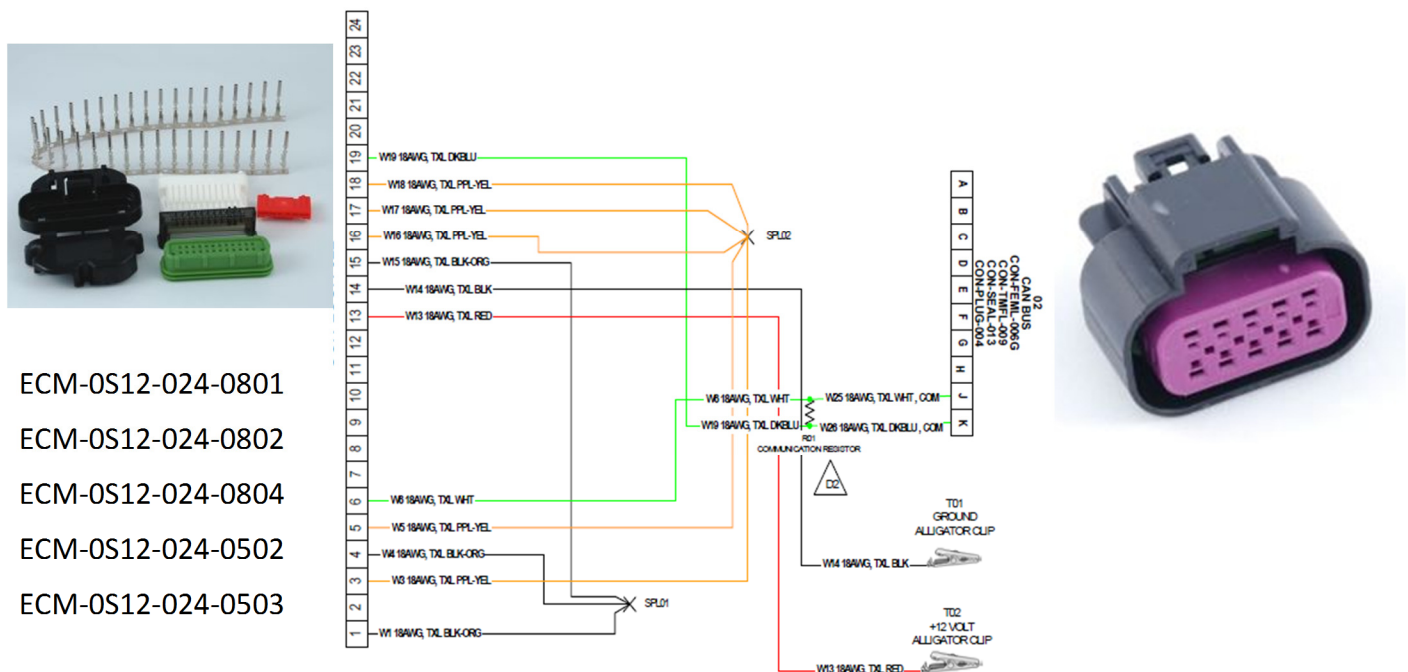 ECM-0S12-024-0801
ECM-0S12-024-0802
ECM-0S12-024-0804
ECM-0S12-024-0502
ECM-0S12-024-0503
24
23
22
21
20
19
18
17
16
15
14
13
12
11
10
9
8
7
6
5
4
3
2
1
W19 18AWG, TXL DKBLU
W18 18AWG, TXL PPL-YEL
W17 18AWG, TXL PPL-YEL
W16 18AWG, TXL PPL-YEL
W15 18AWG, TXL BLK-ORG
W14 18AWG, TXL BLK
W13 18AWG, TXL RED
W6 18AWG, TXL WHT
W5 18AWG, TXL PPL-YEL
W4 18AWG, TXL BLK-ORG
W3 18AWG, TXL PPL-YEL
W1 18AWG, TXL BLK-ORG
SPL02
SPL01
W6 18AWG, TXL WHT
W25 18AWG, TXL WHT , COM
W19 18AWG, TXL DKBLU
W26 18AWG, TXL DKBLU , COM
R01
COMMUNICATION RESISTOR
D2
A
B
C
D
E
F
G
H
J
K
02
CAN BUS
CON-FEML-006G
CON-TMFL-009
CON-SEAL-013
CON-PLUG-004
T01
GROUND
ALLIGATOR CLIP
W14 18AWG, TXL BLK
T02
+12 VOLT
ALLIGATOR CLIP
W13 18AWG, TXL RED